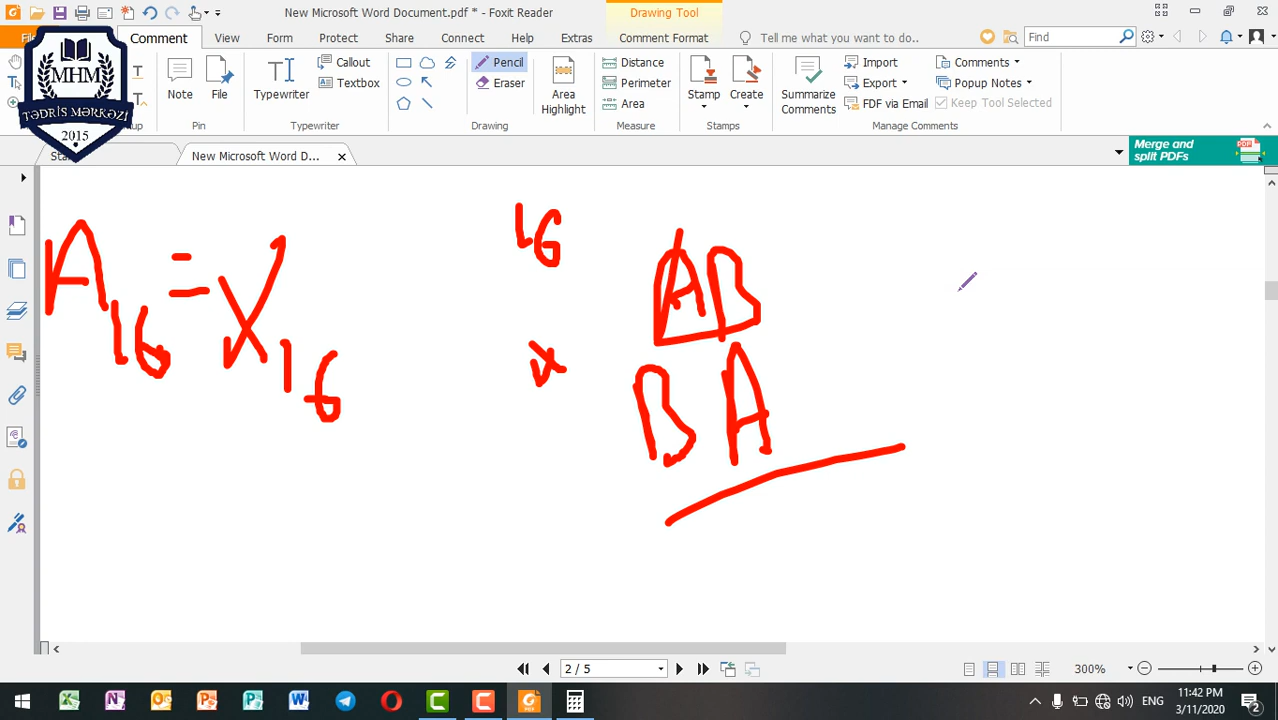 New Microsoft Word Document.pdf * - Foxit Reader
Drawing Tool
Comment View Form Protect Share Connect Help Extras Comment Format Tell me what you want to do... Find
MHM
TƏDRİS MƏRKƏZİ
2015
Note File
Pin
Typewriter Callout Textbox
Typewriter
Pencil Eraser Area Highlight
Drawing
Distance Perimeter Area
Measure
Stamp Create
Stamps
Summarize Comments Import Export FDF via Email Comments Popup Notes Keep Tool Selected
Manage Comments
New Microsoft Word D...
Merge and
split PDFs
A16 = X16
16
AB
* BA
2 / 5
300%
ENG
11:42 PM
3/11/2020
2